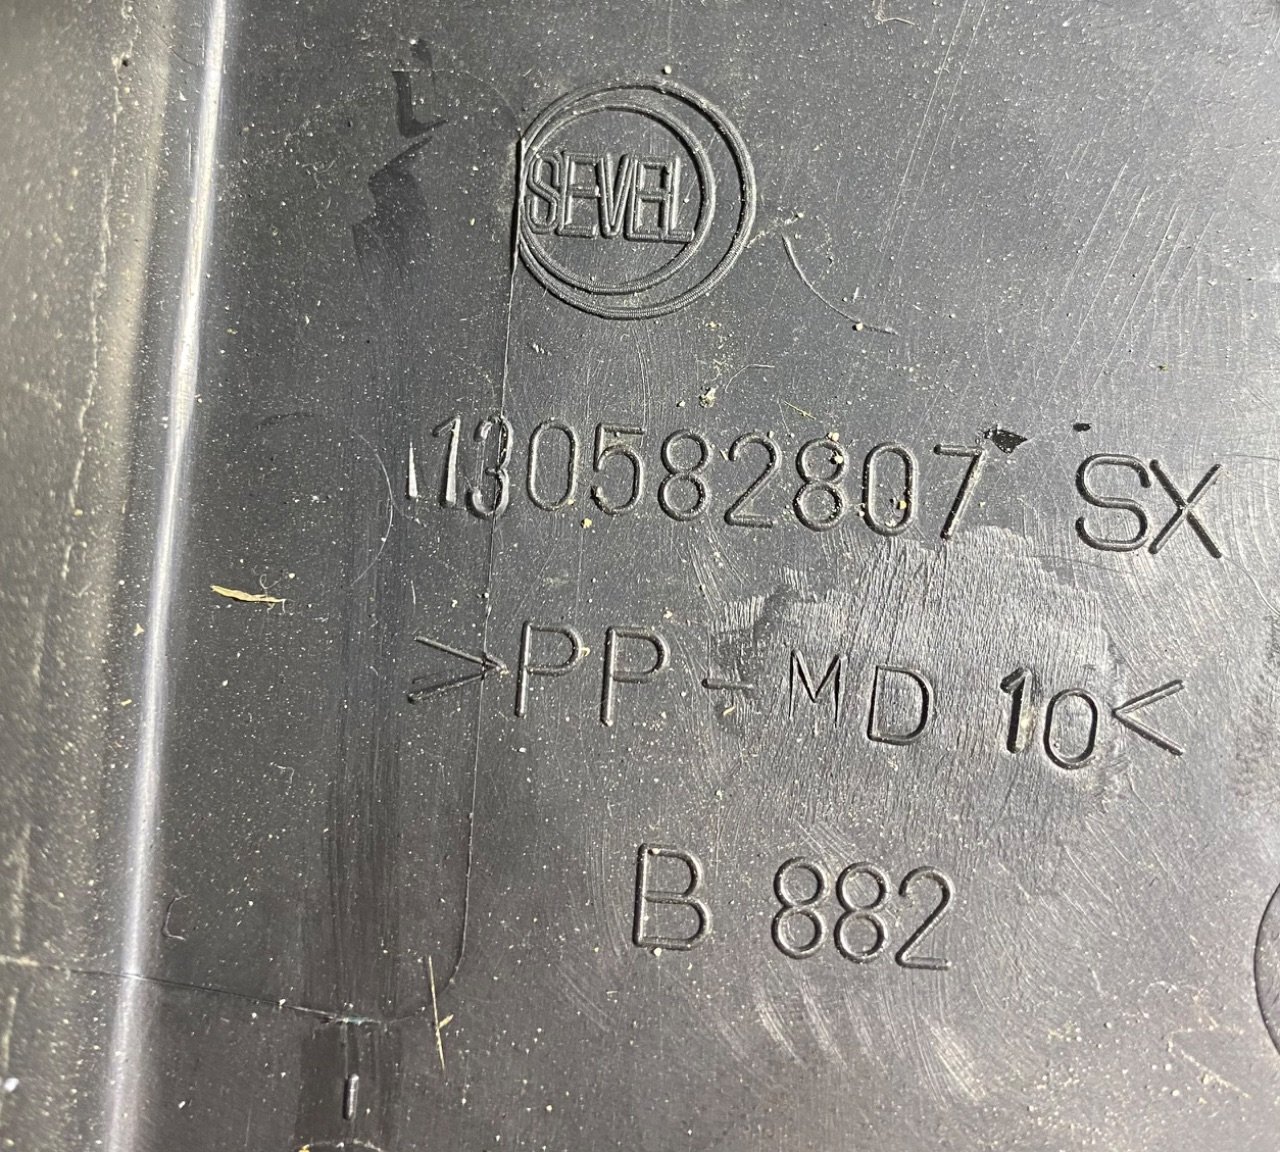 SEVEL
130582807 SX
>PP-MD 10<
B 882